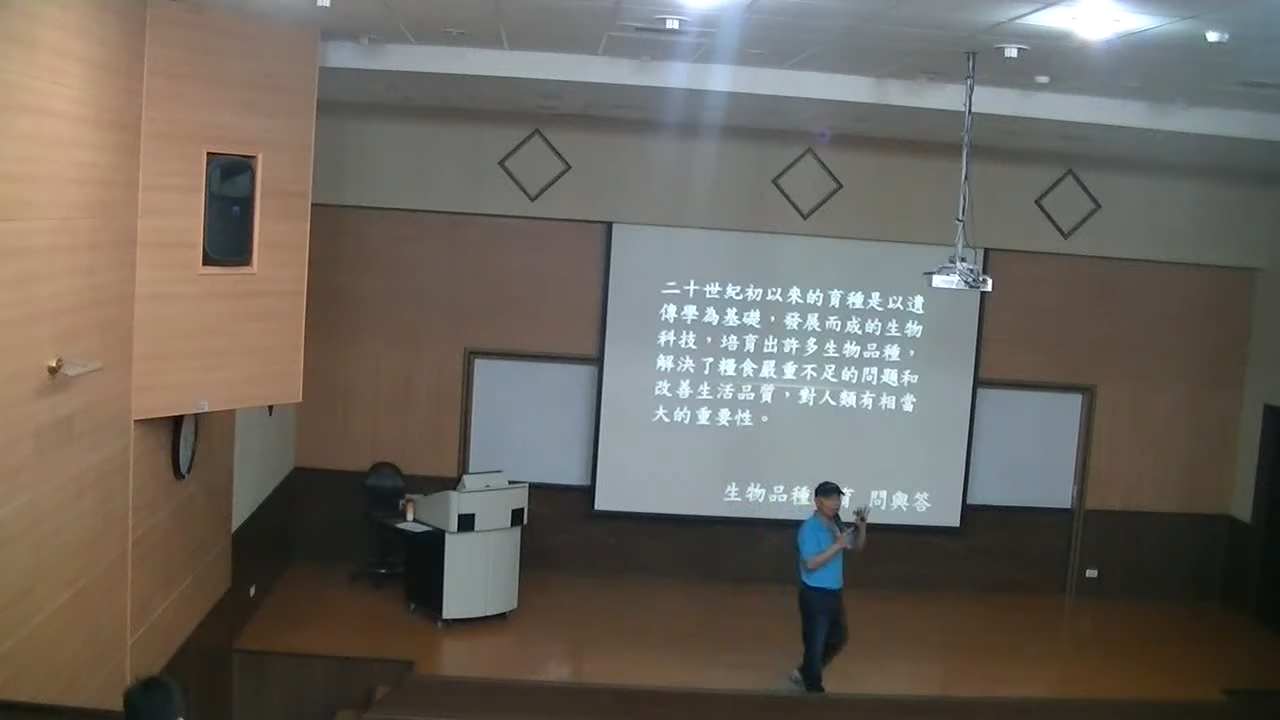 二十世紀初以來的育種是以遺
傳學為基礎，發展而成的生物
科技，培育出許多生物品種，
解決了糧食嚴重不足的問題和
改善生活品質，對人類有相當
大的重要性。
生物品種 育 問與答